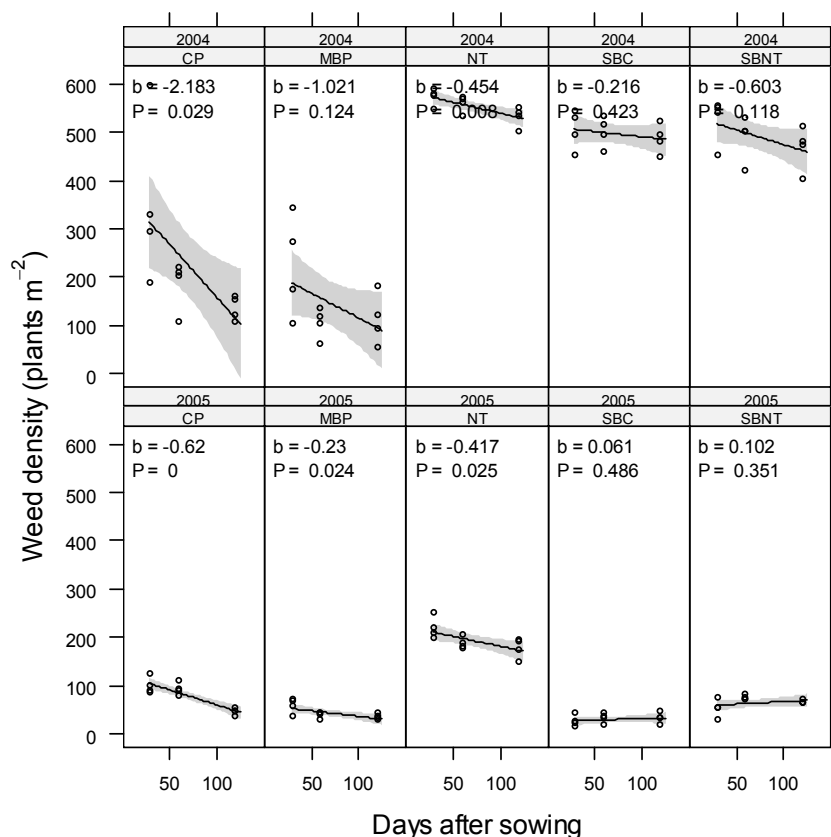 2004 2004 2004 2004 2004
CP MBP NT SBC SBNT
b = -2.183 b = -1.021 b = -0.454 b = -0.216 b = -0.603
P = 0.029 P = 0.124 P = 0.423 P = 0.118
600
500
400
300
200
100
0
2005 2005 2005 2005 2005
CP MBP NT SBC SBNT
b = -0.62 b = -0.23 b = -0.417 b = 0.061 b = 0.102
P = 0 P = 0.024 P = 0.025 P = 0.486 P = 0.351
600
500
400
300
200
100
0
50 100 50 100 50 100 50 100 50 100
Weed density (plants m⁻²)
Days after sowing